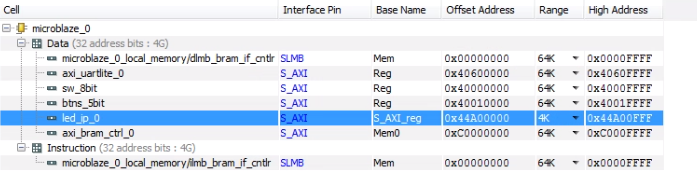 Cell Interface Pin Base Name Offset Address Range High Address
microblaze_0
Data (32 address bits : 4G)
microblaze_0_local_memory/dlmb_bram_if_cntlr SLMB Mem 0x00000000 64K 0x0000FFFF
axi_uartlite_0 S_AXI Reg 0x40600000 64K 0x4060FFFF
sw_8bit S_AXI Reg 0x40000000 64K 0x4000FFFF
btns_5bit S_AXI Reg 0x40010000 64K 0x4001FFFF
led_ip_0 S_AXI S_AXI_reg 0x44A00000 4K 0x44A00FFF
axi_bram_ctrl_0 S_AXI Mem0 0xC0000000 64K 0xC000FFFF
Instruction (32 address bits : 4G)
microblaze_0_local_memory/ilmb_bram_if_cntlr SLMB Mem 0x00000000 64K 0x0000FFFF